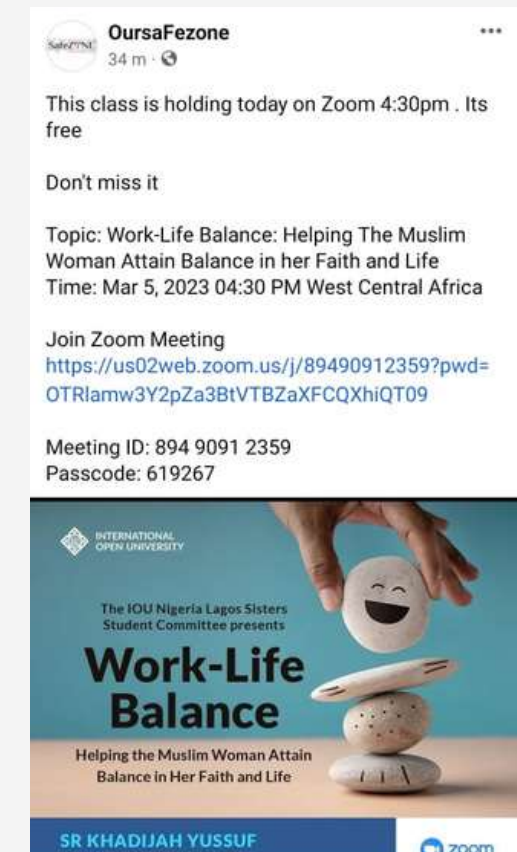 OursaFezone
34 m
This class is holding today on Zoom 4:30pm . Its
free
Don't miss it
Topic: Work-Life Balance: Helping The Muslim
Woman Attain Balance in her Faith and Life
Time: Mar 5, 2023 04:30 PM West Central Africa
Join Zoom Meeting
https://us02web.zoom.us/j/89490912359?pwd=
OTRlamw3Y2pZa3BtVTBZaXFCQXhiQT09
Meeting ID: 894 9091 2359
Passcode: 619267
INTERNATIONAL
OPEN UNIVERSITY
The IOU Nigeria Lagos Sisters
Student Committee presents
Work-Life
Balance
Helping the Muslim Woman Attain
Balance in Her Faith and Life
SR KHADIJAH YUSSUF
zoom